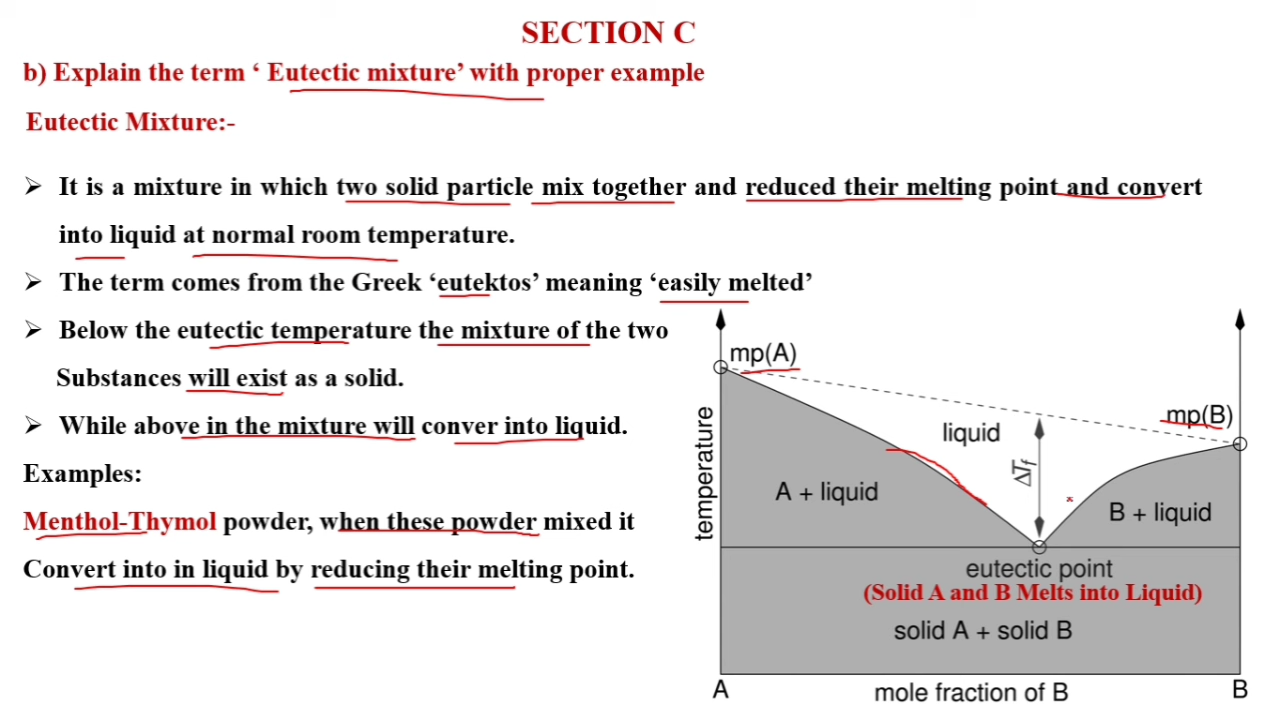 SECTION C
b) Explain the term ‘ Eutectic mixture’ with proper example
Eutectic Mixture:-
➢ It is a mixture in which two solid particle mix together and reduced their melting point and convert
into liquid at normal room temperature.
➢ The term comes from the Greek ‘eutektos’ meaning ‘easily melted’
➢ Below the eutectic temperature the mixture of the two
Substances will exist as a solid.
➢ While above in the mixture will conver into liquid.
Examples:
Menthol-Thymol powder, when these powder mixed it
Convert into in liquid by reducing their melting point.
mp(A)
mp(B)
temperature
liquid
ΔTf
A + liquid
B + liquid
eutectic point
(Solid A and B Melts into Liquid)
solid A + solid B
A
mole fraction of B
B